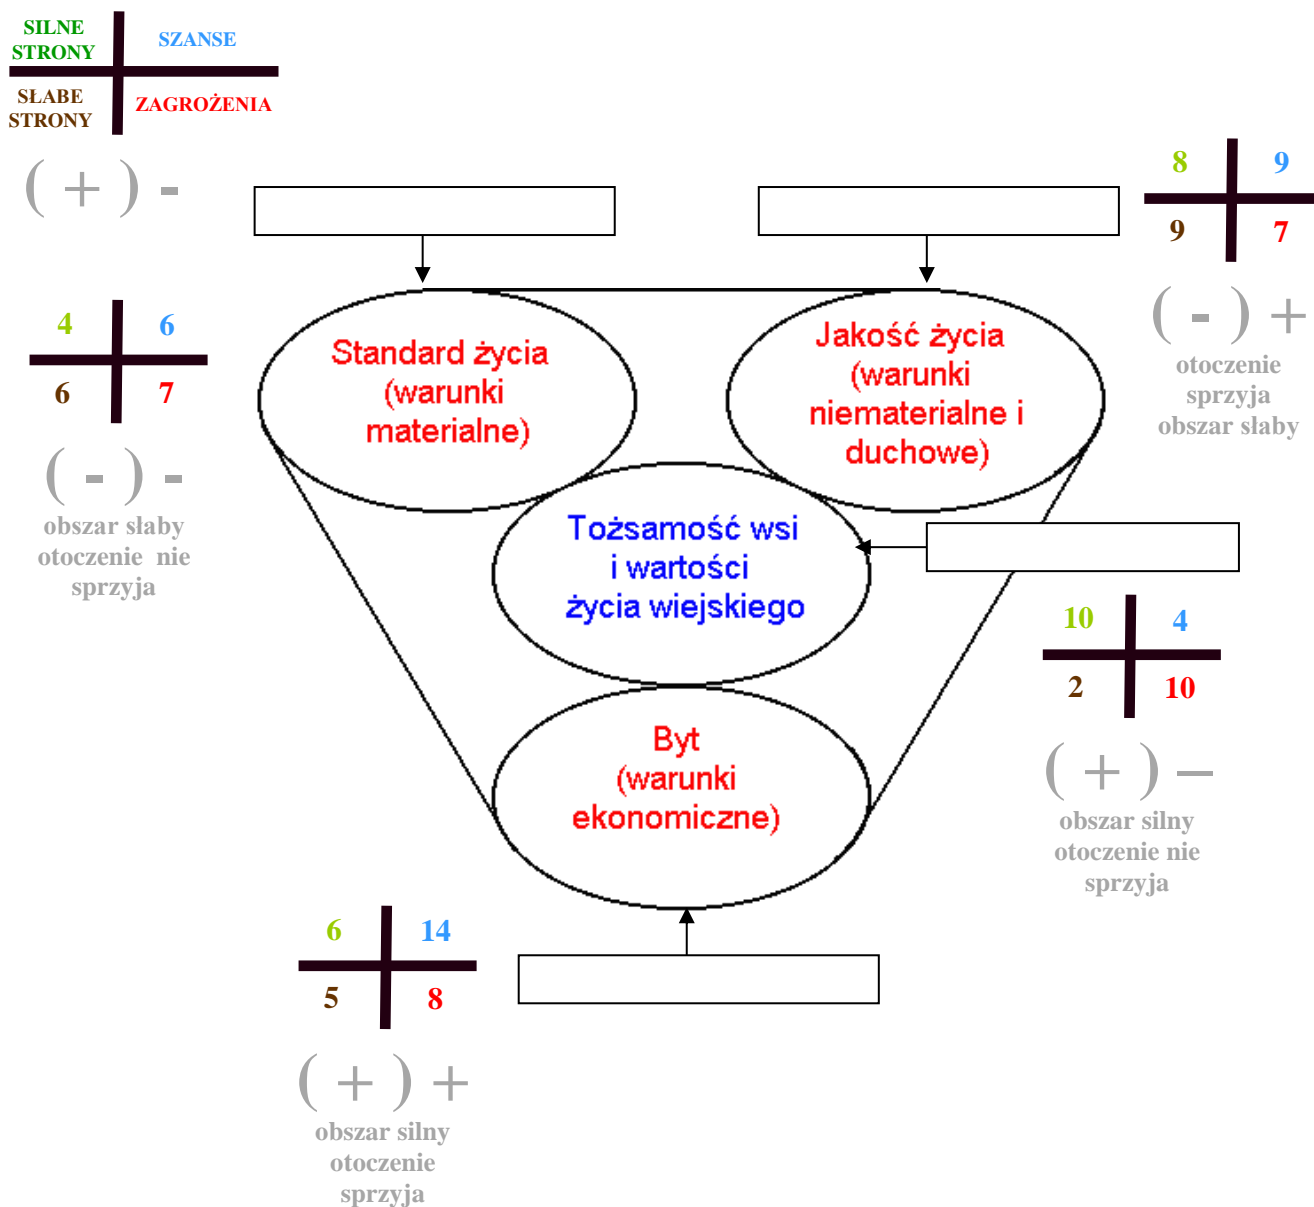 SILNE
STRONY
SZANSE
SŁABE
STRONY
ZAGROŻENIA
( + ) -
8
9
9
7
( - ) +
otoczenie
sprzyja
obszar słaby
4
6
6
7
( - ) -
obszar słaby
otoczenie nie
sprzyja
Standard życia
(warunki
materialne)
Jakość życia
(warunki
niematerialne i
duchowe)
Tożsamość wsi
i wartości
życia wiejskiego
10
4
2
10
( + ) –
obszar silny
otoczenie nie
sprzyja
Byt
(warunki
ekonomiczne)
6
14
5
8
( + ) +
obszar silny
otoczenie
sprzyja